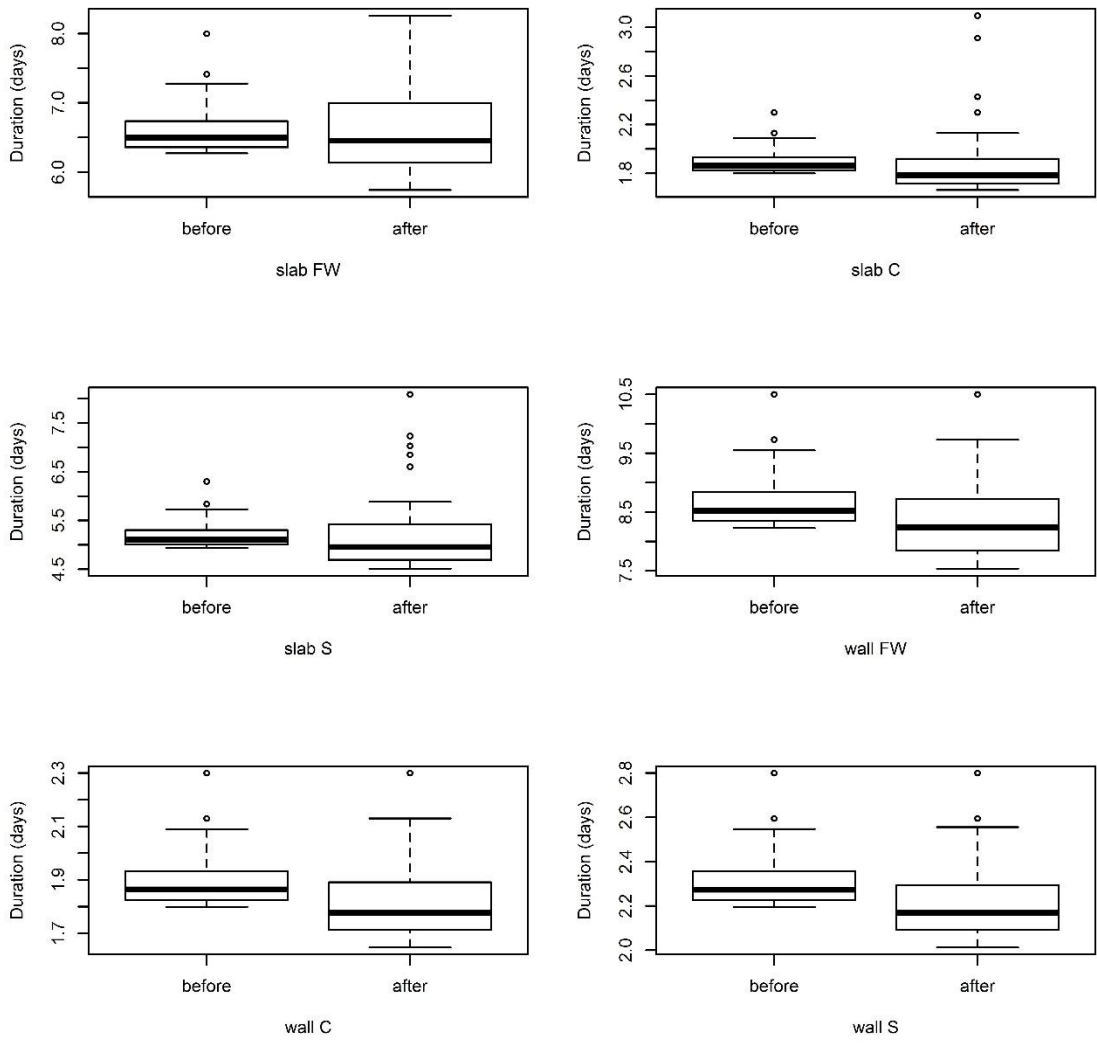 Duration (days)
8.0
7.0
6.0
before
after
slab FW
Duration (days)
3.0
2.6
2.2
1.8
before
after
slab C
Duration (days)
7.5
6.5
5.5
4.5
before
after
slab S
Duration (days)
10.5
9.5
8.5
7.5
before
after
wall FW
Duration (days)
2.3
2.1
1.9
1.7
before
after
wall C
Duration (days)
2.8
2.6
2.4
2.2
2.0
before
after
wall S